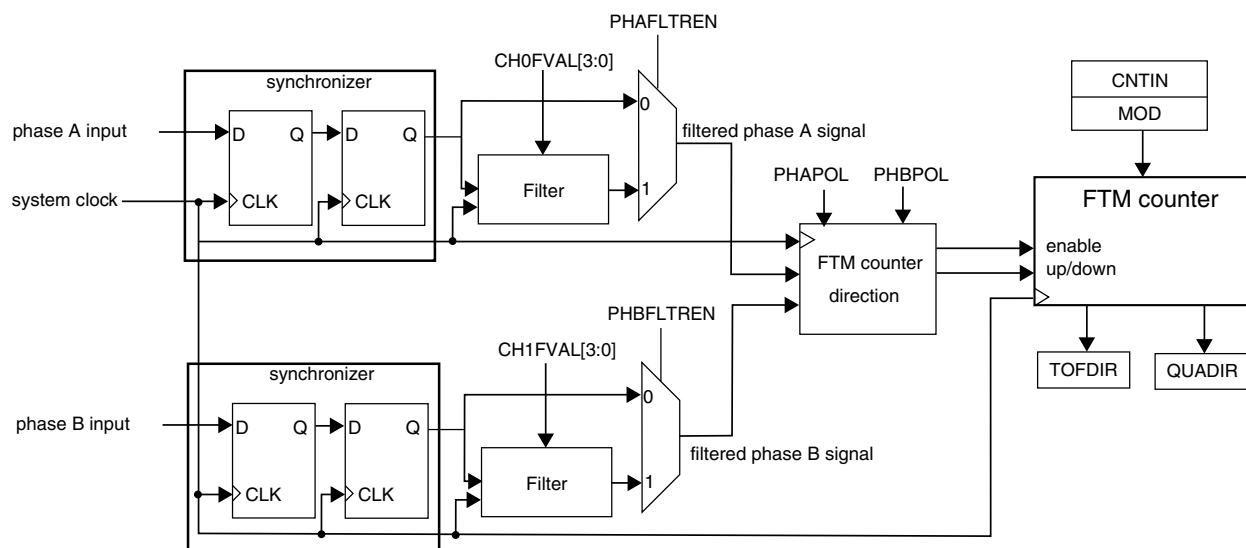 PHAFLTREN
CH0FVAL[3:0]
synchronizer
CNTIN
MOD
0
phase A input
D
Q
D
Q
filtered phase A signal
Filter
1
PHAPOL
PHBPOL
system clock
CLK
CLK
FTM counter
enable
up/down
FTM counter
direction
PHBFLTREN
CH1FVAL[3:0]
synchronizer
TOFDIR
QUADIR
0
phase B input
D
Q
D
Q
filtered phase B signal
Filter
1
CLK
CLK